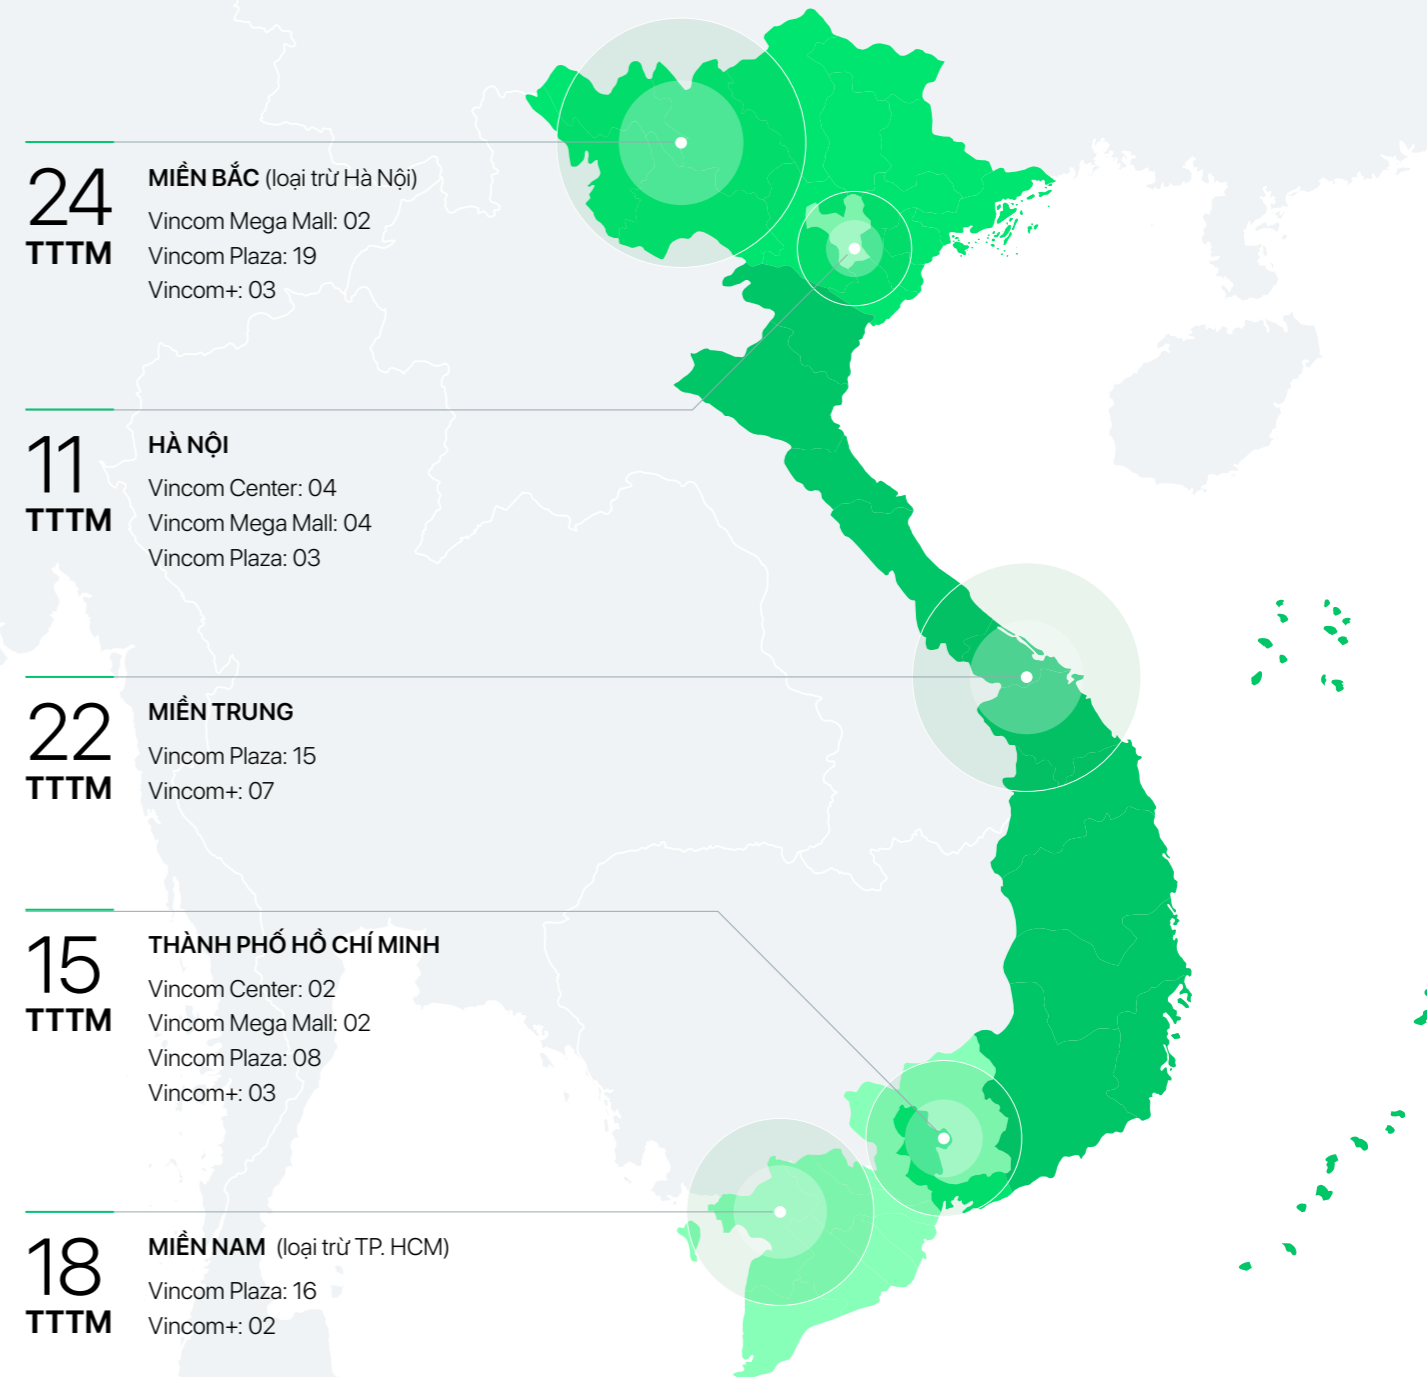 24
TTTM
MIỀN BẮC (loại trừ Hà Nội)
Vincom Mega Mall: 02
Vincom Plaza: 19
Vincom+: 03
11
TTTM
HÀ NỘI
Vincom Center: 04
Vincom Mega Mall: 04
Vincom Plaza: 03
22
TTTM
MIỀN TRUNG
Vincom Plaza: 15
Vincom+: 07
15
TTTM
THÀNH PHỐ HỒ CHÍ MINH
Vincom Center: 02
Vincom Mega Mall: 02
Vincom Plaza: 08
Vincom+: 03
18
TTTM
MIỀN NAM (loại trừ TP. HCM)
Vincom Plaza: 16
Vincom+: 02